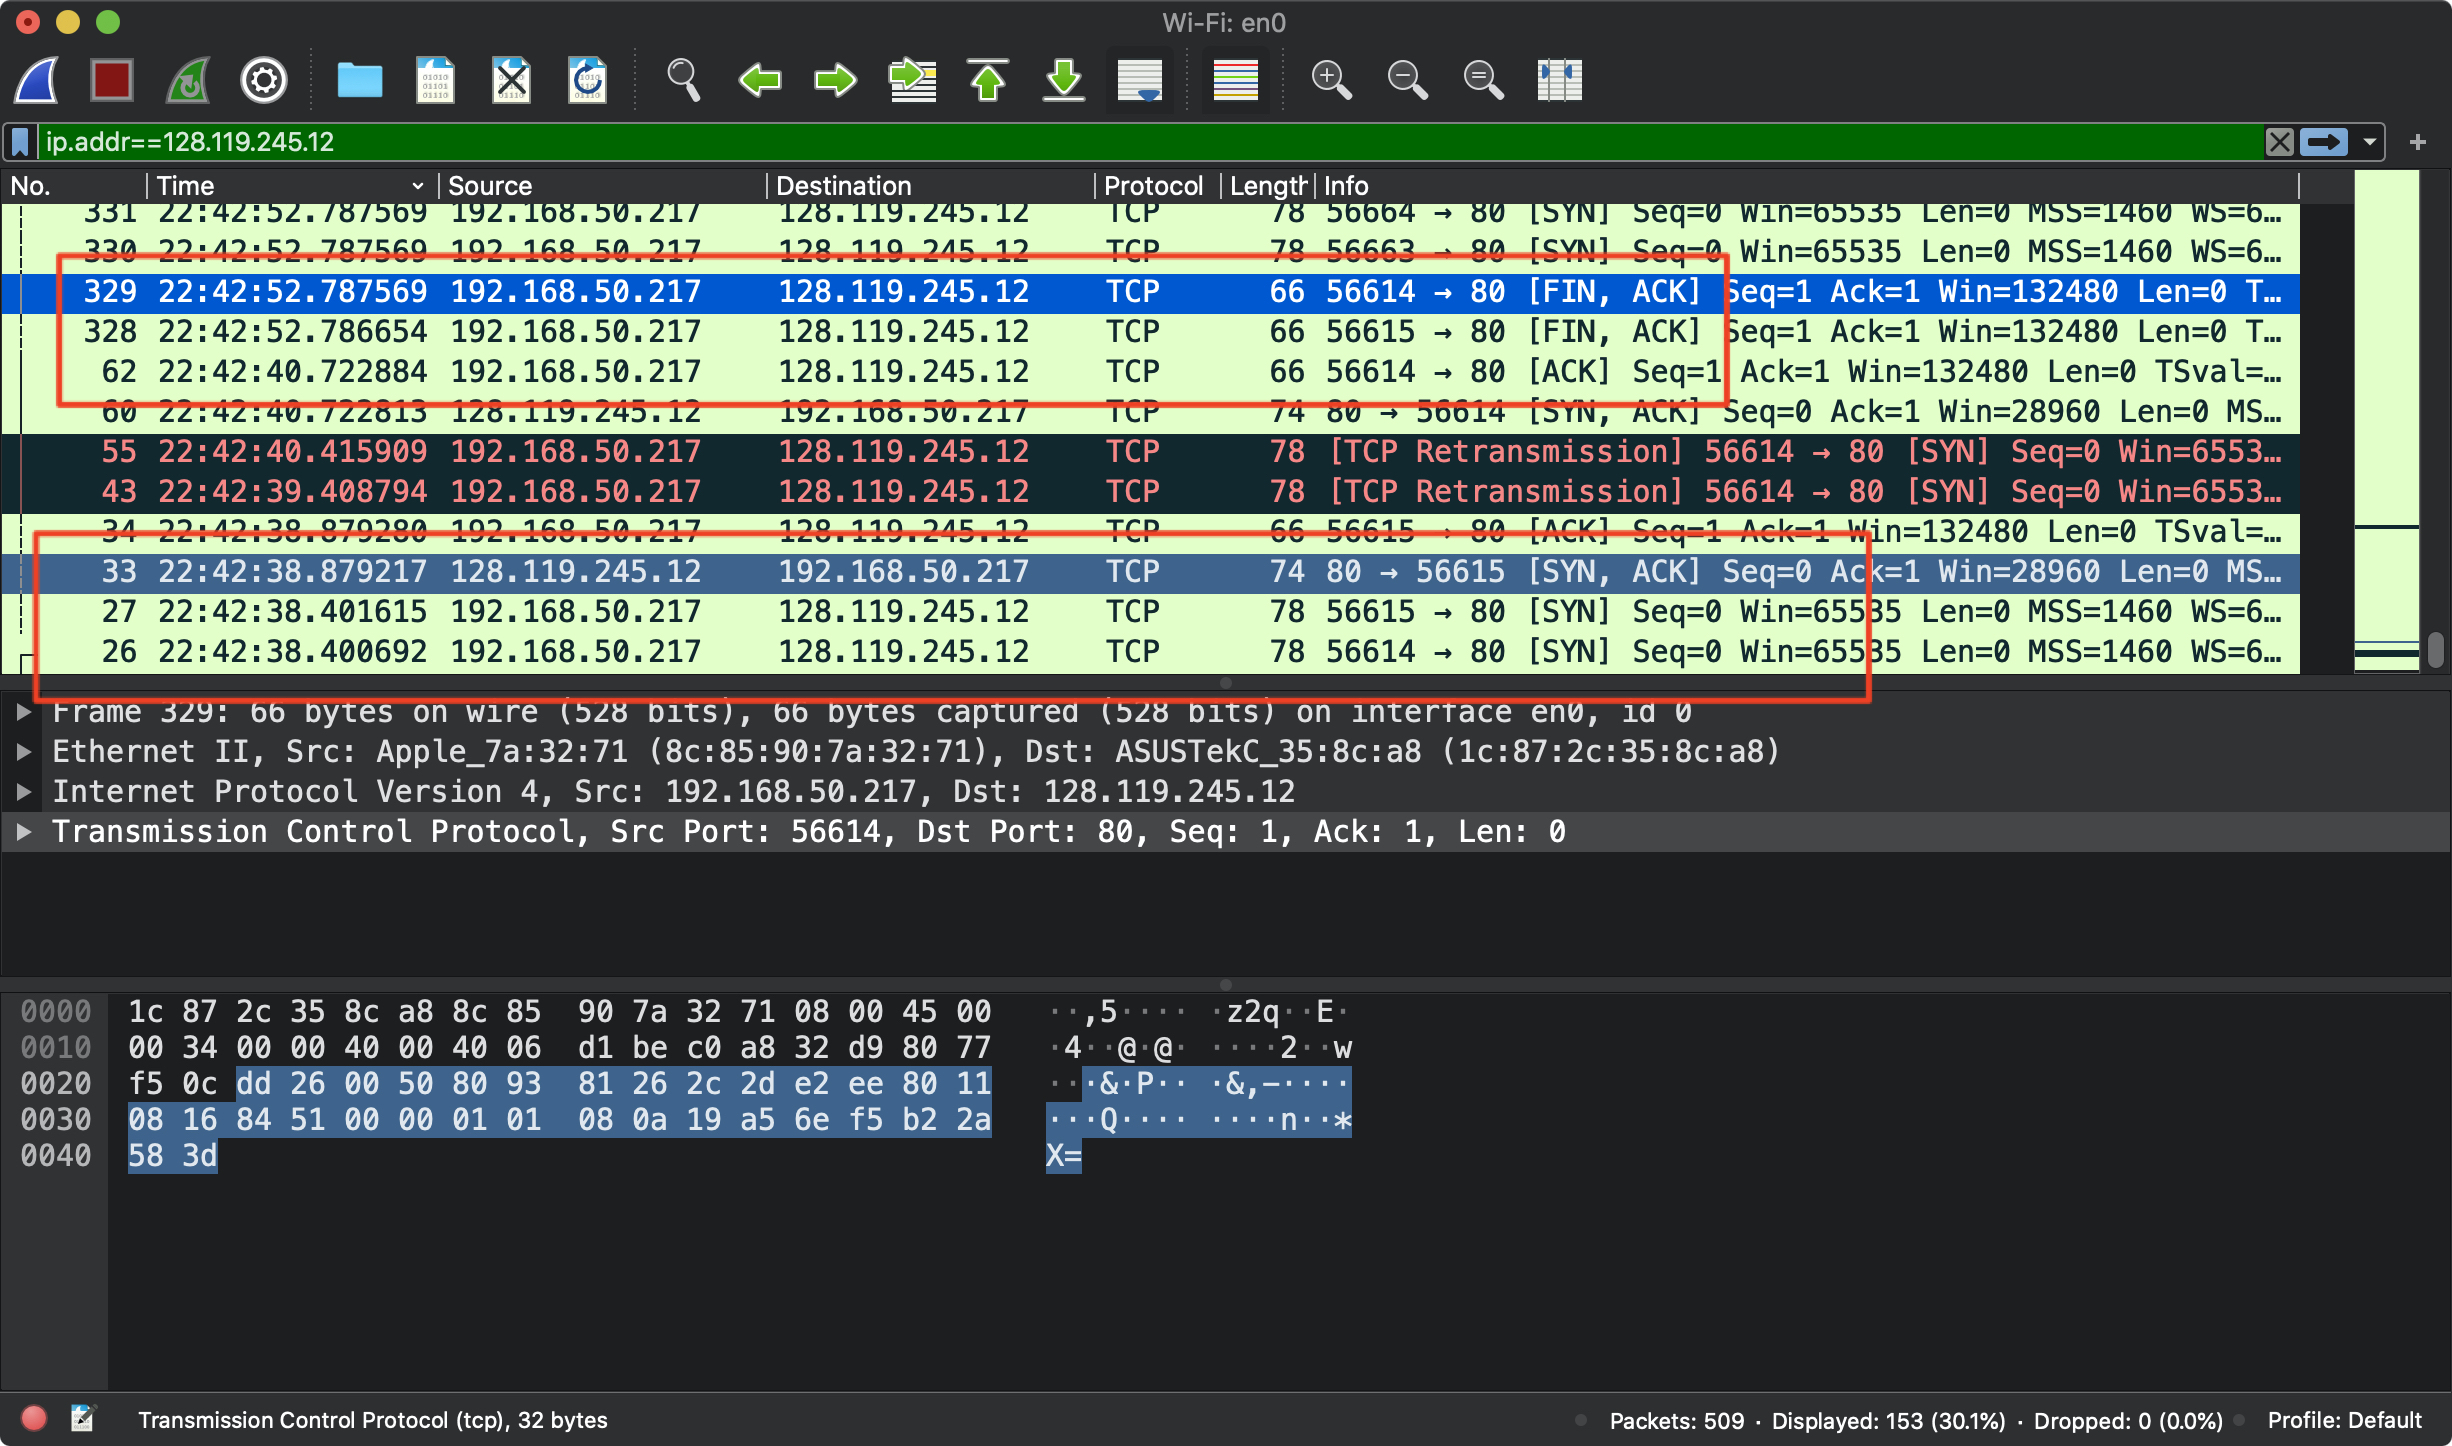 Wi-Fi: en0
ip.addr==128.119.245.12
No. Time Source Destination Protocol Length Info
331 22:42:52.787569 192.168.50.217 128.119.245.12 TCP 78 56664 → 80 [SYN] Seq=0 Win=65535 Len=0 MSS=1460 WS=6…
330 22:42:52.787569 192.168.50.217 128.119.245.12 TCP 78 56663 → 80 [SYN] Seq=0 Win=65535 Len=0 MSS=1460 WS=6…
329 22:42:52.787569 192.168.50.217 128.119.245.12 TCP 66 56614 → 80 [FIN, ACK] Seq=1 Ack=1 Win=132480 Len=0 T…
328 22:42:52.786654 192.168.50.217 128.119.245.12 TCP 66 56615 → 80 [FIN, ACK] Seq=1 Ack=1 Win=132480 Len=0 T…
62 22:42:40.722884 192.168.50.217 128.119.245.12 TCP 66 56614 → 80 [ACK] Seq=1 Ack=1 Win=132480 Len=0 TSval=…
60 22:42:40.722813 128.119.245.12 192.168.50.217 TCP 74 80 → 56614 [SYN, ACK] Seq=0 Ack=1 Win=28960 Len=0 MS…
55 22:42:40.415909 192.168.50.217 128.119.245.12 TCP 78 [TCP Retransmission] 56614 → 80 [SYN] Seq=0 Win=6553…
43 22:42:39.408794 192.168.50.217 128.119.245.12 TCP 78 [TCP Retransmission] 56614 → 80 [SYN] Seq=0 Win=6553…
34 22:42:38.879280 192.168.50.217 128.119.245.12 TCP 66 56615 → 80 [ACK] Seq=1 Ack=1 Win=132480 Len=0 TSval=…
33 22:42:38.879217 128.119.245.12 192.168.50.217 TCP 74 80 → 56615 [SYN, ACK] Seq=0 Ack=1 Win=28960 Len=0 MS…
27 22:42:38.401615 192.168.50.217 128.119.245.12 TCP 78 56615 → 80 [SYN] Seq=0 Win=65535 Len=0 MSS=1460 WS=6…
26 22:42:38.400692 192.168.50.217 128.119.245.12 TCP 78 56614 → 80 [SYN] Seq=0 Win=65535 Len=0 MSS=1460 WS=6…
Frame 329: 66 bytes on wire (528 bits), 66 bytes captured (528 bits) on interface en0, id 0
Ethernet II, Src: Apple_7a:32:71 (8c:85:90:7a:32:71), Dst: ASUSTekC_35:8c:a8 (1c:87:2c:35:8c:a8)
Internet Protocol Version 4, Src: 192.168.50.217, Dst: 128.119.245.12
Transmission Control Protocol, Src Port: 56614, Dst Port: 80, Seq: 1, Ack: 1, Len: 0
0000 1c 87 2c 35 8c a8 8c 85 90 7a 32 71 08 00 45 00 ··,5···· ·z2q··E·
0010 00 34 00 00 40 00 40 06 d1 be c0 a8 32 d9 80 77 ·4··@·@· ····2··w
0020 f5 0c dd 26 00 50 80 93 81 26 2c 2d e2 ee 80 11 ···&·P·· ·&,-····
0030 08 16 84 51 00 00 01 01 08 0a 19 a5 6e f5 b2 2a ···Q···· ····n··*
0040 58 3d X=
Transmission Control Protocol (tcp), 32 bytes
Packets: 509 · Displayed: 153 (30.1%) · Dropped: 0 (0.0%)
Profile: Default